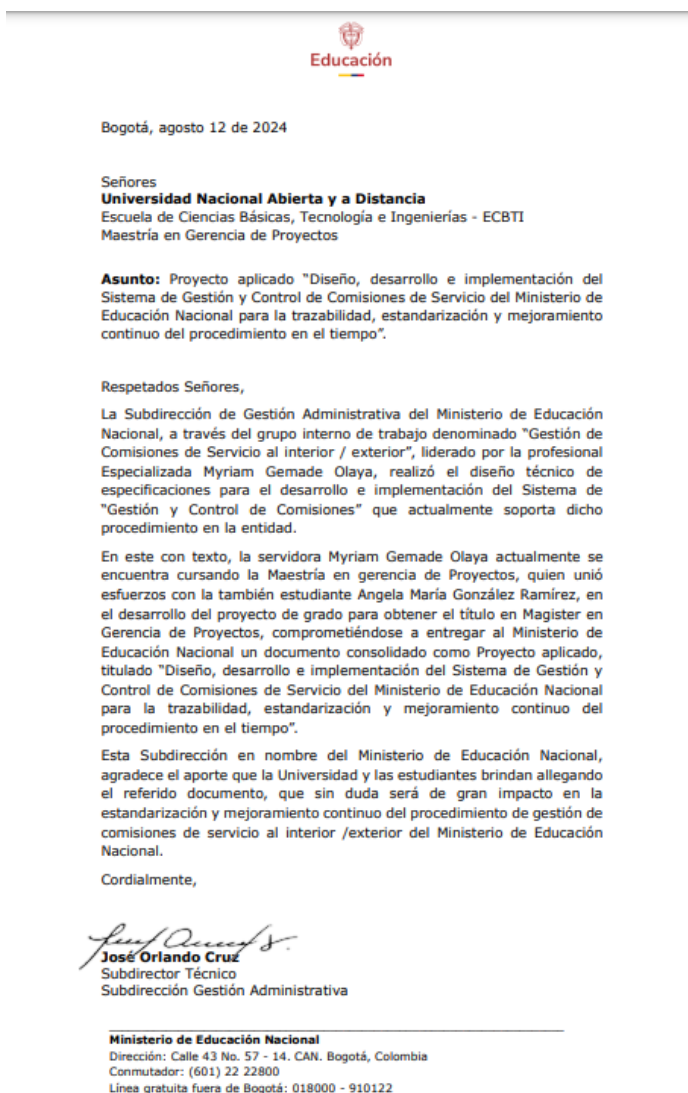 Educación
Bogotá, agosto 12 de 2024
Señores
Universidad Nacional Abierta y a Distancia
Escuela de Ciencias Básicas, Tecnología e Ingenierías - ECBTI
Maestría en Gerencia de Proyectos
Asunto: Proyecto aplicado “Diseño, desarrollo e implementación del
Sistema de Gestión y Control de Comisiones de Servicio del Ministerio de
Educación Nacional para la trazabilidad, estandarización y mejoramiento
continuo del procedimiento en el tiempo”.
Respetados Señores,
La Subdirección de Gestión Administrativa del Ministerio de Educación
Nacional, a través del grupo interno de trabajo denominado “Gestión de
Comisiones de Servicio al interior / exterior”, liderado por la profesional
Especializada Myriam Gemade Olaya, realizó el diseño técnico de
especificaciones para el desarrollo e implementación del Sistema de
“Gestión y Control de Comisiones” que actualmente soporta dicho
procedimiento en la entidad.
En este con texto, la servidora Myriam Gemade Olaya actualmente se
encuentra cursando la Maestría en gerencia de Proyectos, quien unió
esfuerzos con la también estudiante Angela María González Ramírez, en
el desarrollo del proyecto de grado para obtener el título en Magister en
Gerencia de Proyectos, comprometiéndose a entregar al Ministerio de
Educación Nacional un documento consolidado como Proyecto aplicado,
titulado “Diseño, desarrollo e implementación del Sistema de Gestión y
Control de Comisiones de Servicio del Ministerio de Educación Nacional
para la trazabilidad, estandarización y mejoramiento continuo del
procedimiento en el tiempo”.
Esta Subdirección en nombre del Ministerio de Educación Nacional,
agradece el aporte que la Universidad y las estudiantes brindan allegando
el referido documento, que sin duda será de gran impacto en la
estandarización y mejoramiento continuo del procedimiento de gestión de
comisiones de servicio al interior /exterior del Ministerio de Educación
Nacional.
Cordialmente,
José Orlando Cruz
Subdirector Técnico
Subdirección Gestión Administrativa
Ministerio de Educación Nacional
Dirección: Calle 43 No. 57 - 14. CAN. Bogotá, Colombia
Conmutador: (601) 22 22800
Línea gratuita fuera de Bogotá: 018000 - 910122